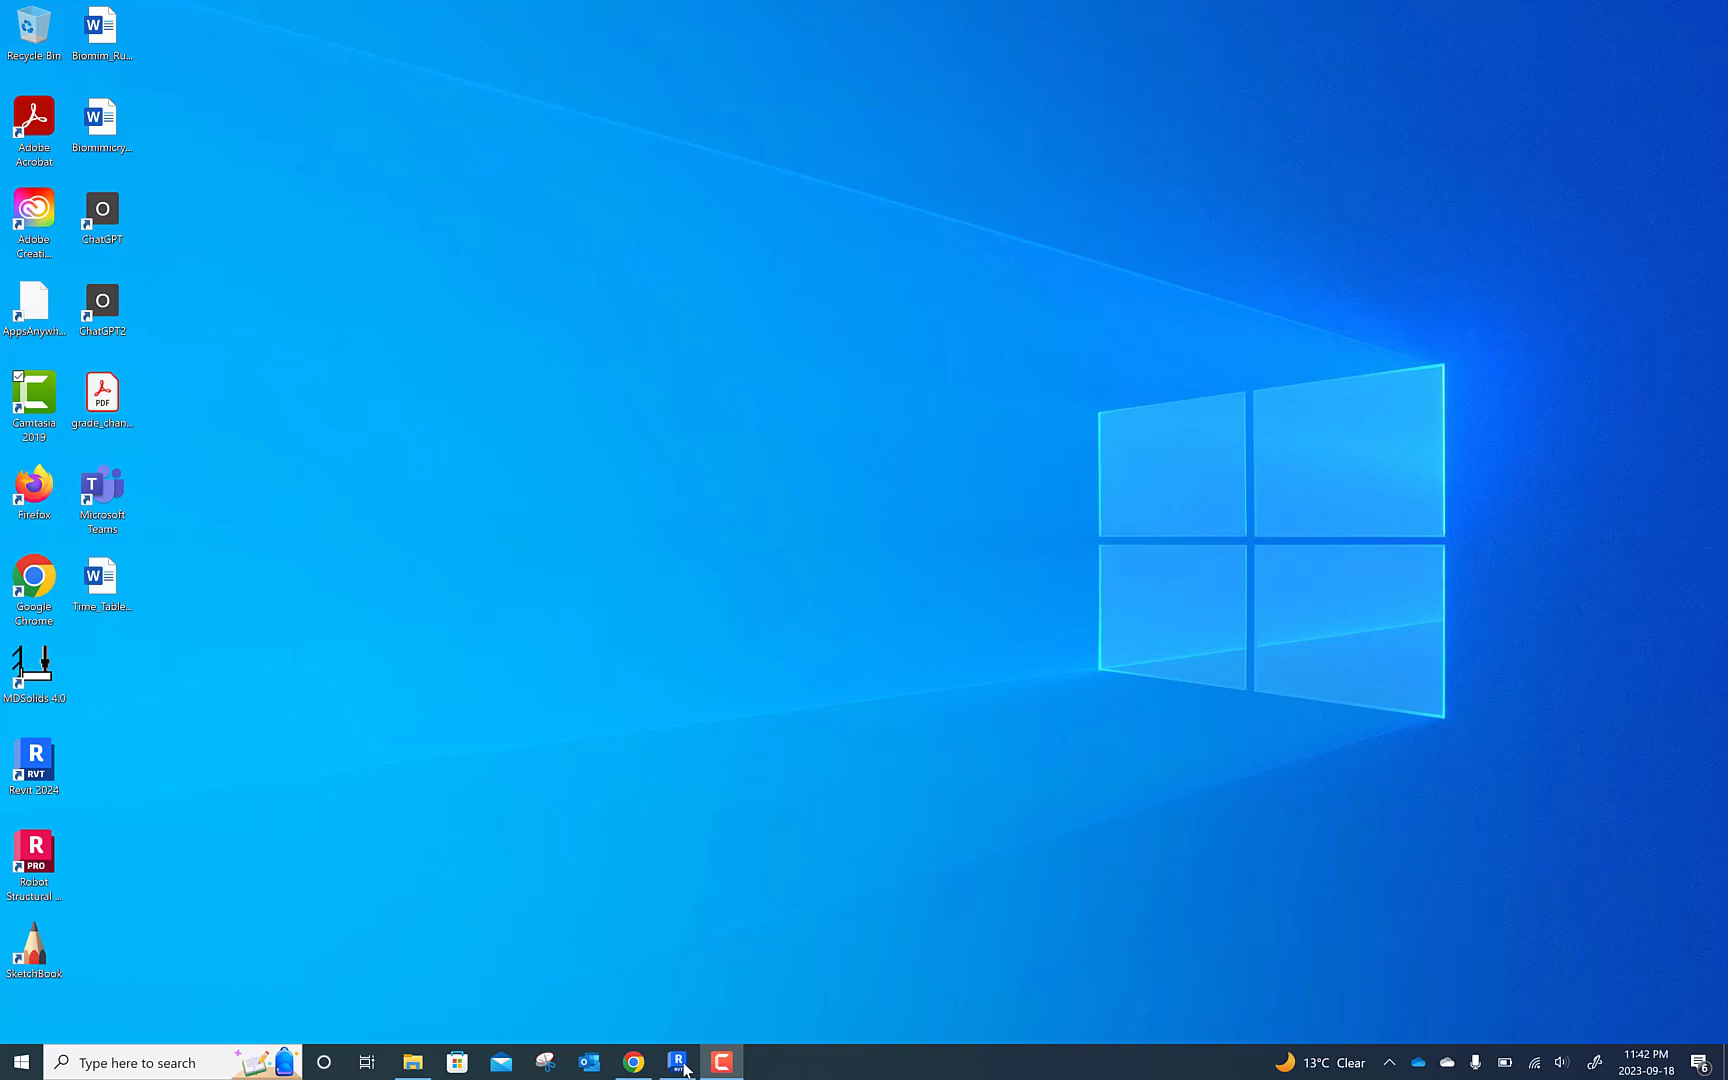 Recycle Bin
Biomim_Ru...
Adobe
Acrobat
Biomimicry...
Adobe
Creati...
O
ChatGPT
AppsAnywh...
O
ChatGPT2
Camtasia
2019
PDF
grade_chan...
Firefox
T
Microsoft
Teams
Google
Chrome
W
Time_Table...
MDSolids 4.0
R
RVT
Revit 2024
R
PRO
Robot
Structural ...
SketchBook
Type here to search
13°C Clear
11:42 PM
2023-09-18
6